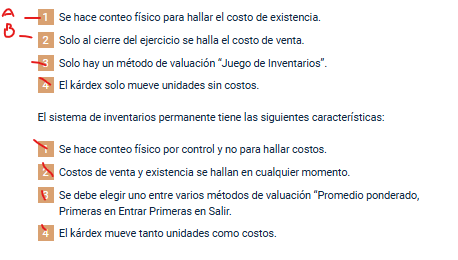 A 1 Se hace conteo físico para hallar el costo de existencia.
B 2 Solo al cierre del ejercicio se halla el costo de venta.
3 Solo hay un método de valuación “Juego de Inventarios”.
4 El kárdex solo mueve unidades sin costos.
El sistema de inventarios permanente tiene las siguientes características:
1 Se hace conteo físico por control y no para hallar costos.
2 Costos de venta y existencia se hallan en cualquier momento.
3 Se debe elegir uno entre varios métodos de valuación “Promedio ponderado,
Primeras en Entrar Primeras en Salir.
4 El kárdex mueve tanto unidades como costos.